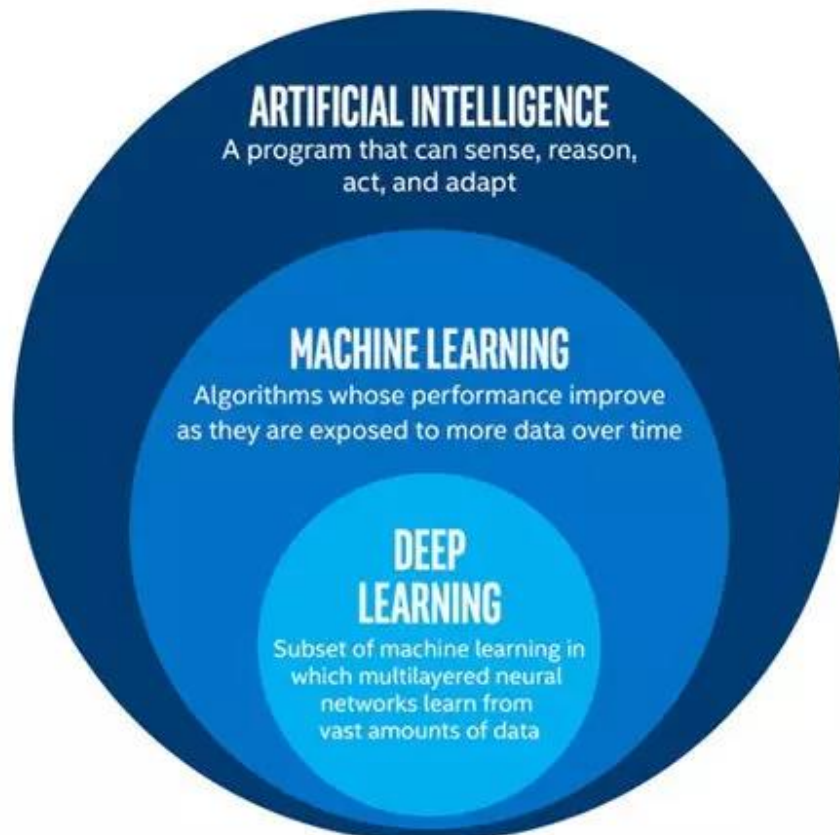 ARTIFICIAL INTELLIGENCE
A program that can sense, reason,
act, and adapt
MACHINE LEARNING
Algorithms whose performance improve
as they are exposed to more data over time
DEEP
LEARNING
Subset of machine learning in
which multilayered neural
networks learn from
vast amounts of data